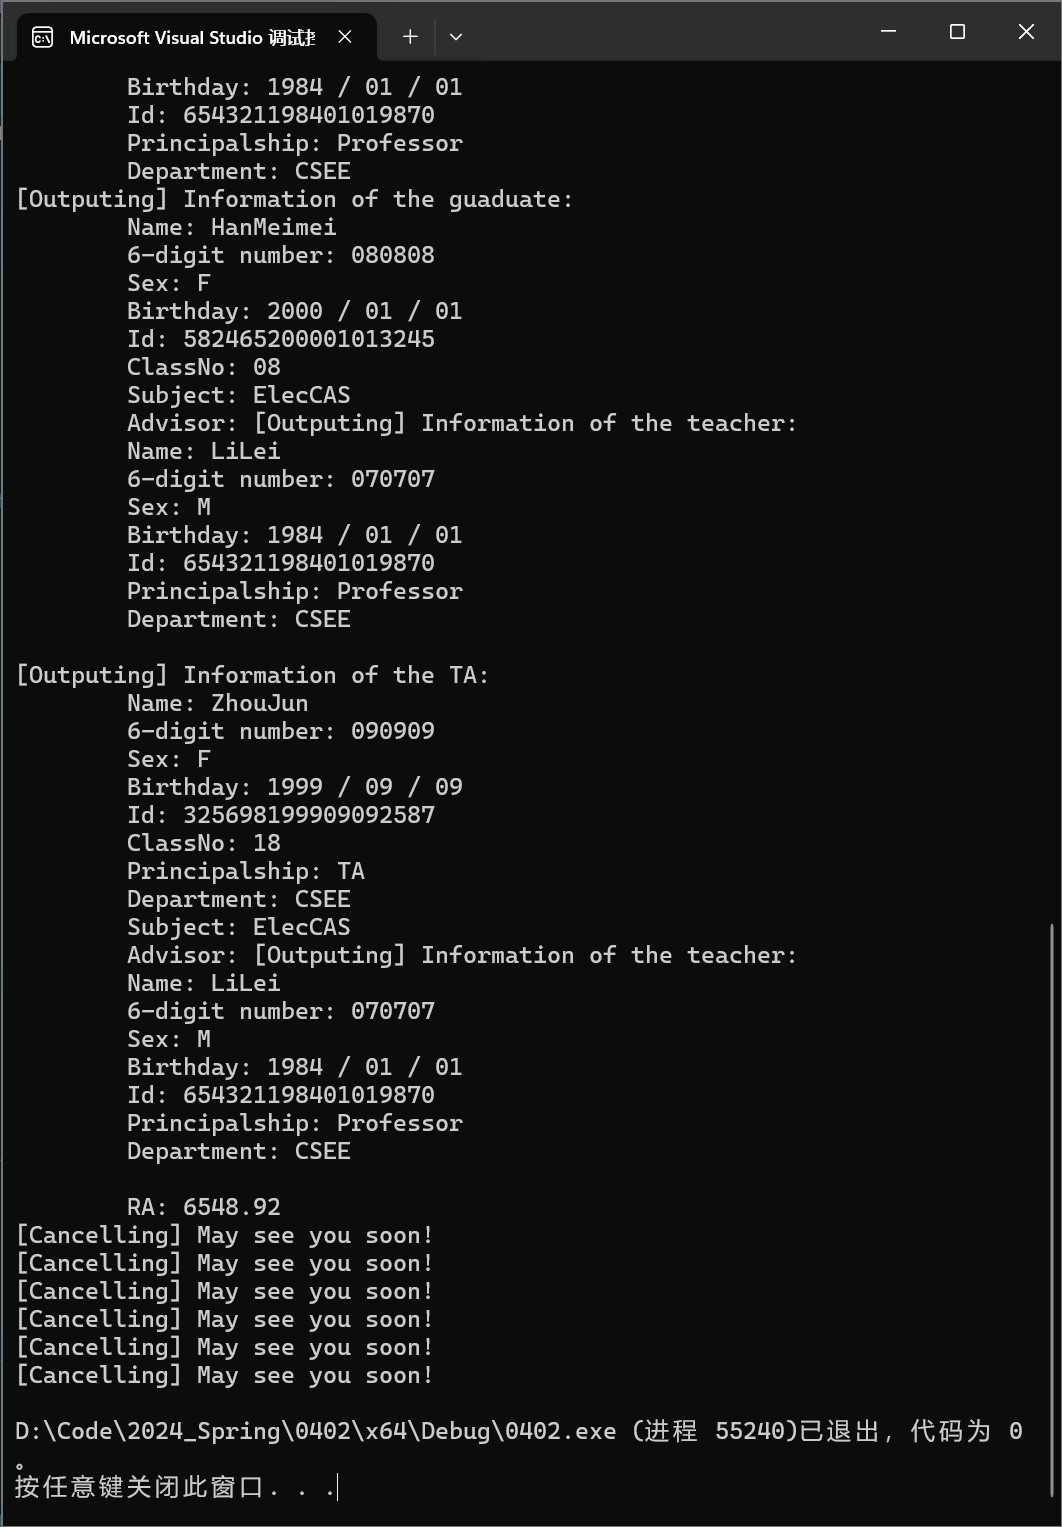 Microsoft Visual Studio 调试
Birthday: 1984 / 01 / 01
Id: 654321198401019870
Principalship: Professor
Department: CSEE
[Outputing] Information of the guaduate:
Name: HanMeimei
6-digit number: 080808
Sex: F
Birthday: 2000 / 01 / 01
Id: 582465200001013245
ClassNo: 08
Subject: ElecCAS
Advisor: [Outputing] Information of the teacher:
Name: LiLei
6-digit number: 070707
Sex: M
Birthday: 1984 / 01 / 01
Id: 654321198401019870
Principalship: Professor
Department: CSEE
[Outputing] Information of the TA:
Name: ZhouJun
6-digit number: 090909
Sex: F
Birthday: 1999 / 09 / 09
Id: 325698199909092587
ClassNo: 18
Principalship: TA
Department: CSEE
Subject: ElecCAS
Advisor: [Outputing] Information of the teacher:
Name: LiLei
6-digit number: 070707
Sex: M
Birthday: 1984 / 01 / 01
Id: 654321198401019870
Principalship: Professor
Department: CSEE
RA: 6548.92
[Cancelling] May see you soon!
[Cancelling] May see you soon!
[Cancelling] May see you soon!
[Cancelling] May see you soon!
[Cancelling] May see you soon!
[Cancelling] May see you soon!
D:\Code\2024_Spring\0402\x64\Debug\0402.exe (进程 55240)已退出，代码为 0
。
按任意键关闭此窗口. . .